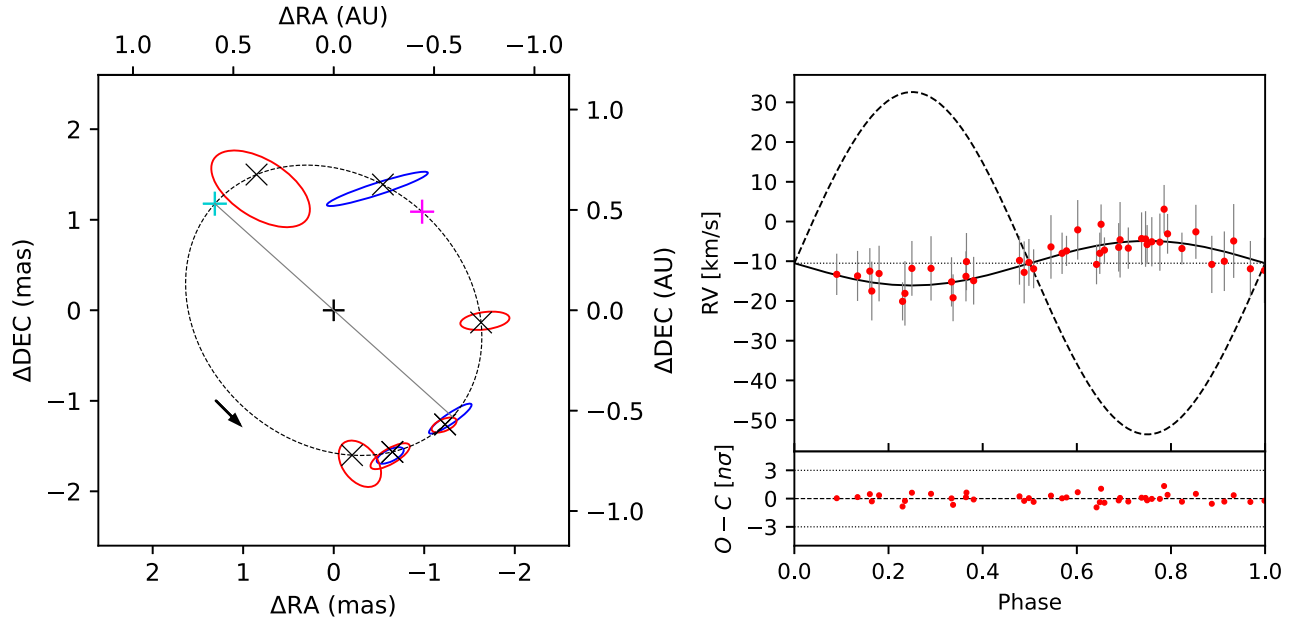 ΔRA (AU)
1.0 0.5 0.0 −0.5 −1.0
ΔDEC (mas)
2
1
0
−1
−2
1.0
0.5
0.0
−0.5
−1.0
ΔDEC (AU)
2 1 0 −1 −2
ΔRA (mas)
RV [km/s]
30
20
10
0
−10
−20
−30
−40
−50
O − C [nσ]
3
0
−3
0.0 0.2 0.4 0.6 0.8 1.0
Phase